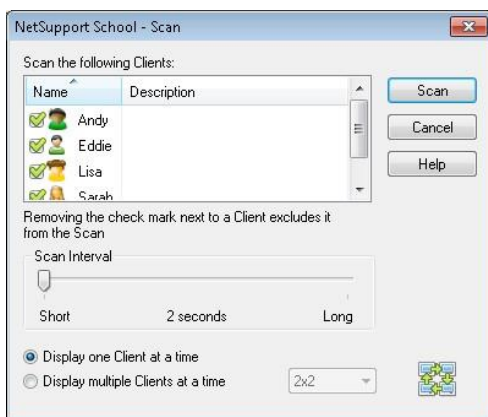 NetSupport School - Scan
Scan the following Clients:
Name Description
Andy
Eddie
Lisa
Sarah
Scan
Cancel
Help
Removing the check mark next to a Client excludes it
from the Scan
Scan Interval
Short 2 seconds Long
Display one Client at a time
Display multiple Clients at a time 2x2